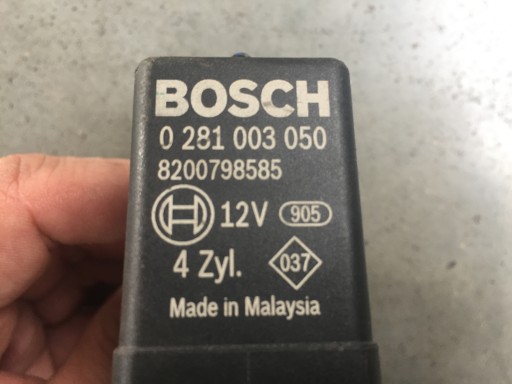 BOSCH
0 281 003 050
8200798585
12V 905
4 Zyl. 037
Made in Malaysia